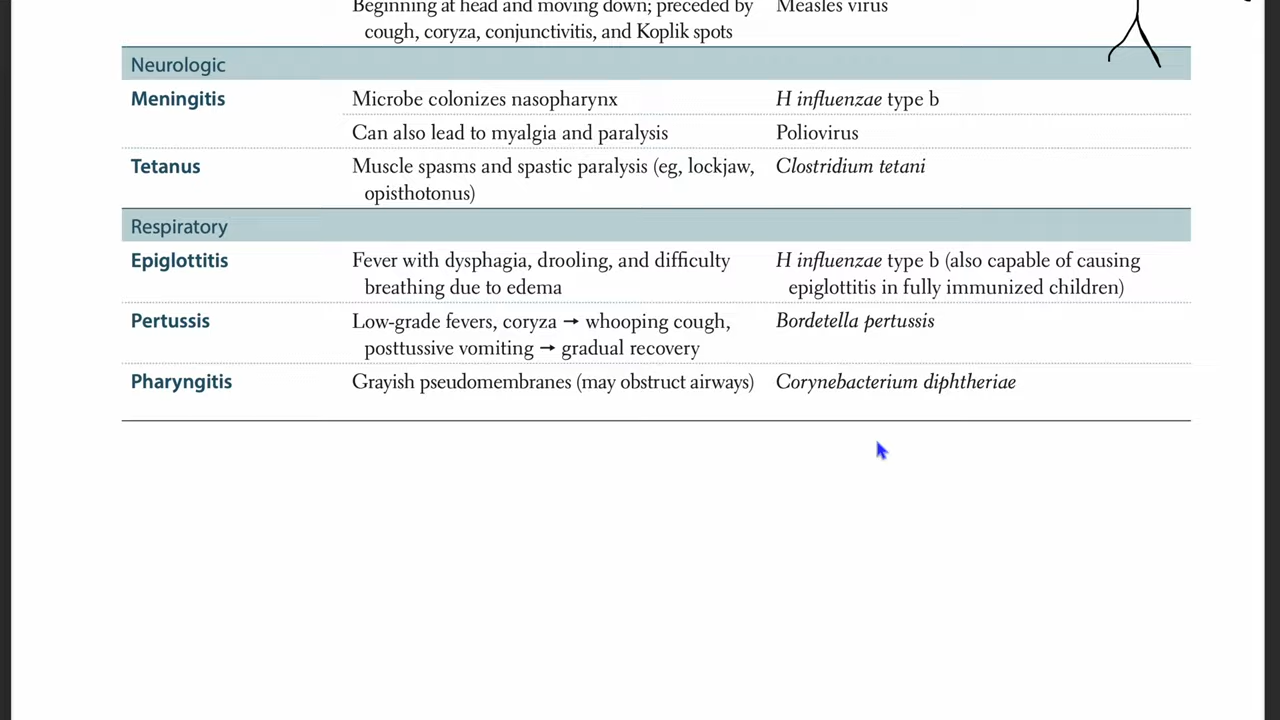 Beginning at head and moving down; preceded by Measles virus
cough, coryza, conjunctivitis, and Koplik spots
Neurologic
Meningitis Microbe colonizes nasopharynx H influenzae type b
Can also lead to myalgia and paralysis Poliovirus
Tetanus Muscle spasms and spastic paralysis (eg, lockjaw, Clostridium tetani
opisthotonus)
Respiratory
Epiglottitis Fever with dysphagia, drooling, and difficulty H influenzae type b (also capable of causing
breathing due to edema epiglottitis in fully immunized children)
Pertussis Low-grade fevers, coryza → whooping cough, Bordetella pertussis
posttussive vomiting → gradual recovery
Pharyngitis Grayish pseudomembranes (may obstruct airways) Corynebacterium diphtheriae